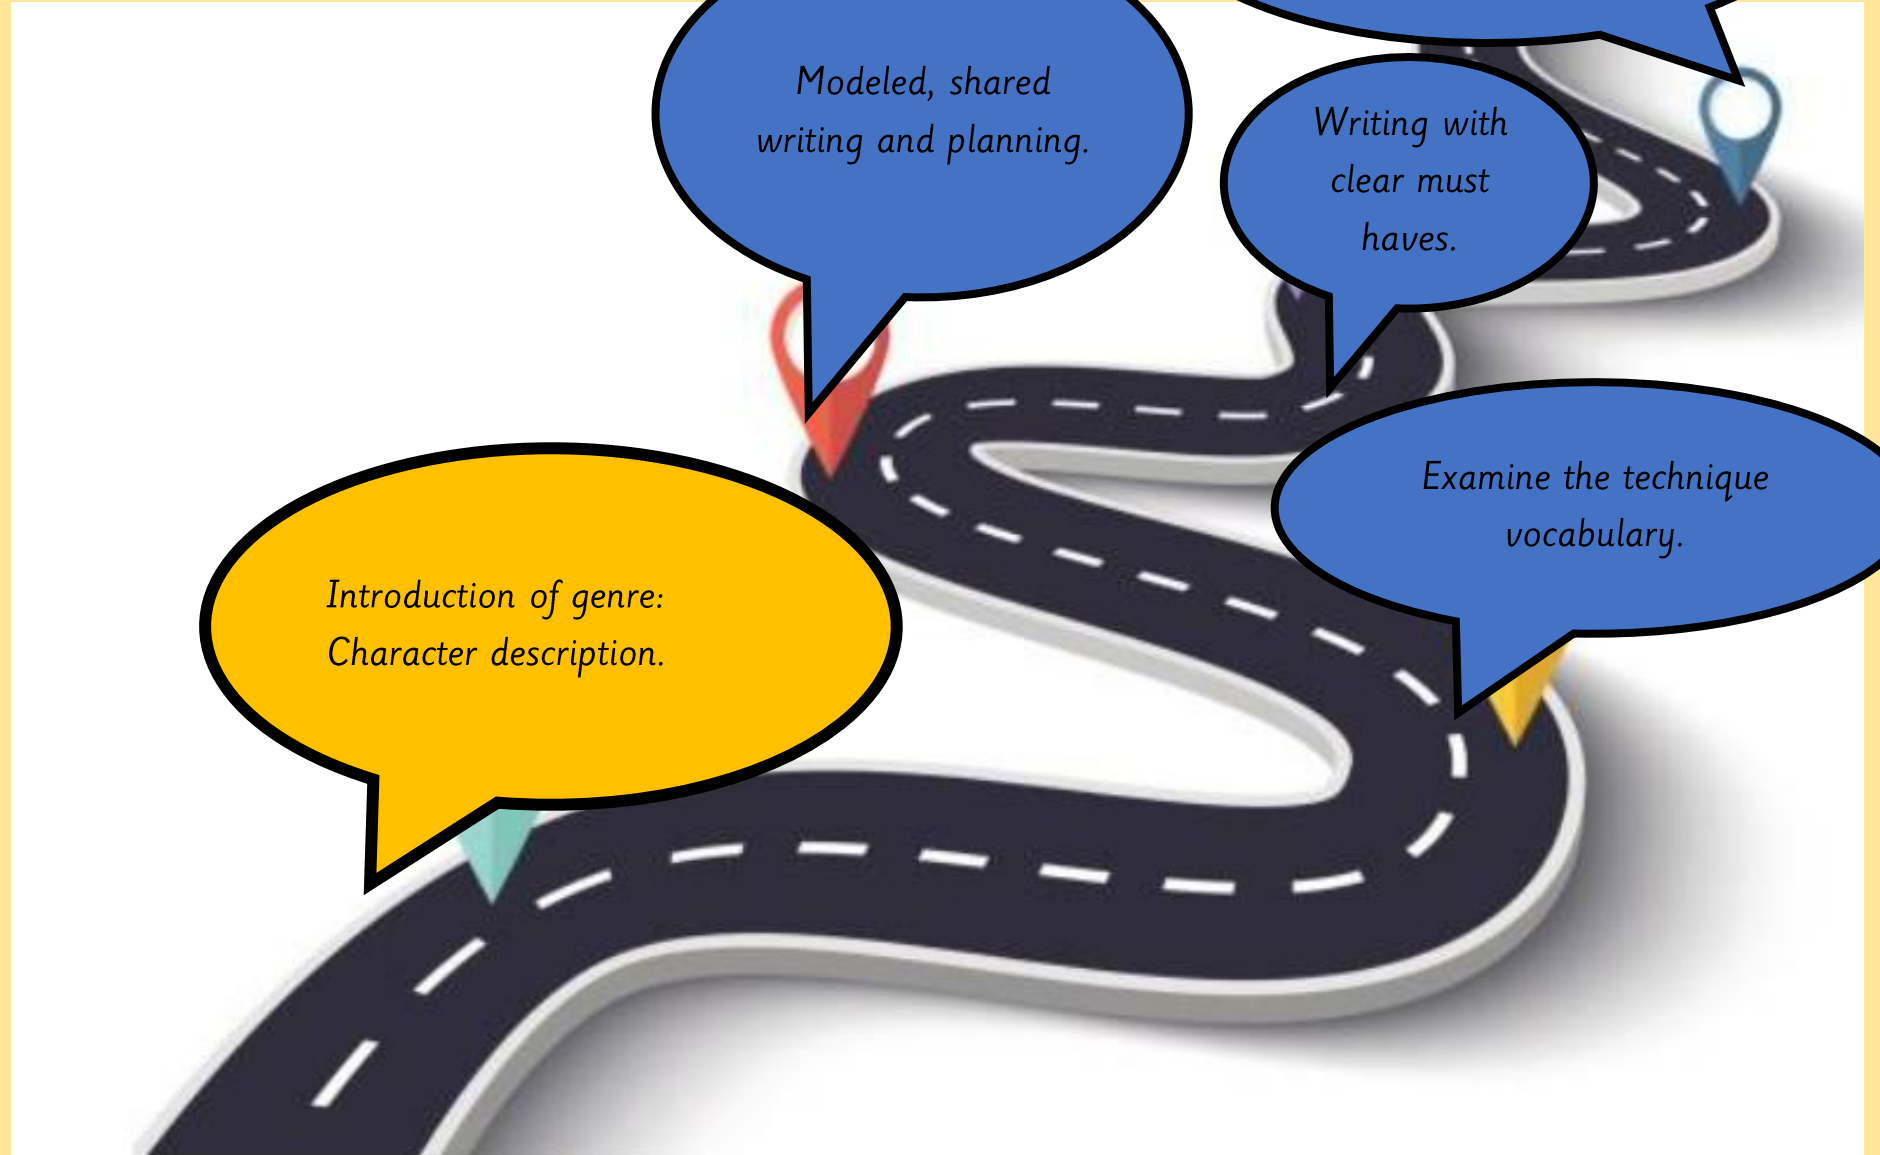 Modeled, shared
writing and planning.
Writing with
clear must
haves.
Examine the technique
vocabulary.
Introduction of genre:
Character description.